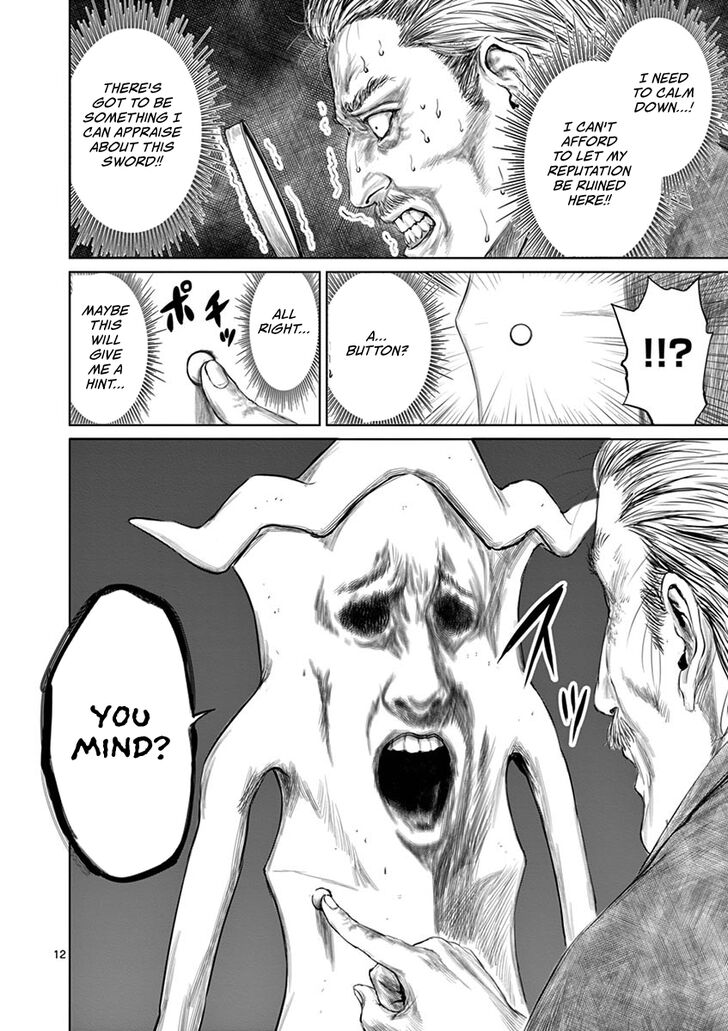 I NEED
TO CALM
DOWN...!
I CAN'T
AFFORD
TO LET MY
REPUTATION
BE RUINED
HERE!!
THERE'S
GOT TO BE
SOMETHING I
CAN APPRAISE
ABOUT THIS
SWORD!!
!!?
A...
BUTTON?
ALL
RIGHT...
ポチッ
MAYBE
THIS
WILL
GIVE
ME A
HINT...
ズズ
YOU
MIND?
12